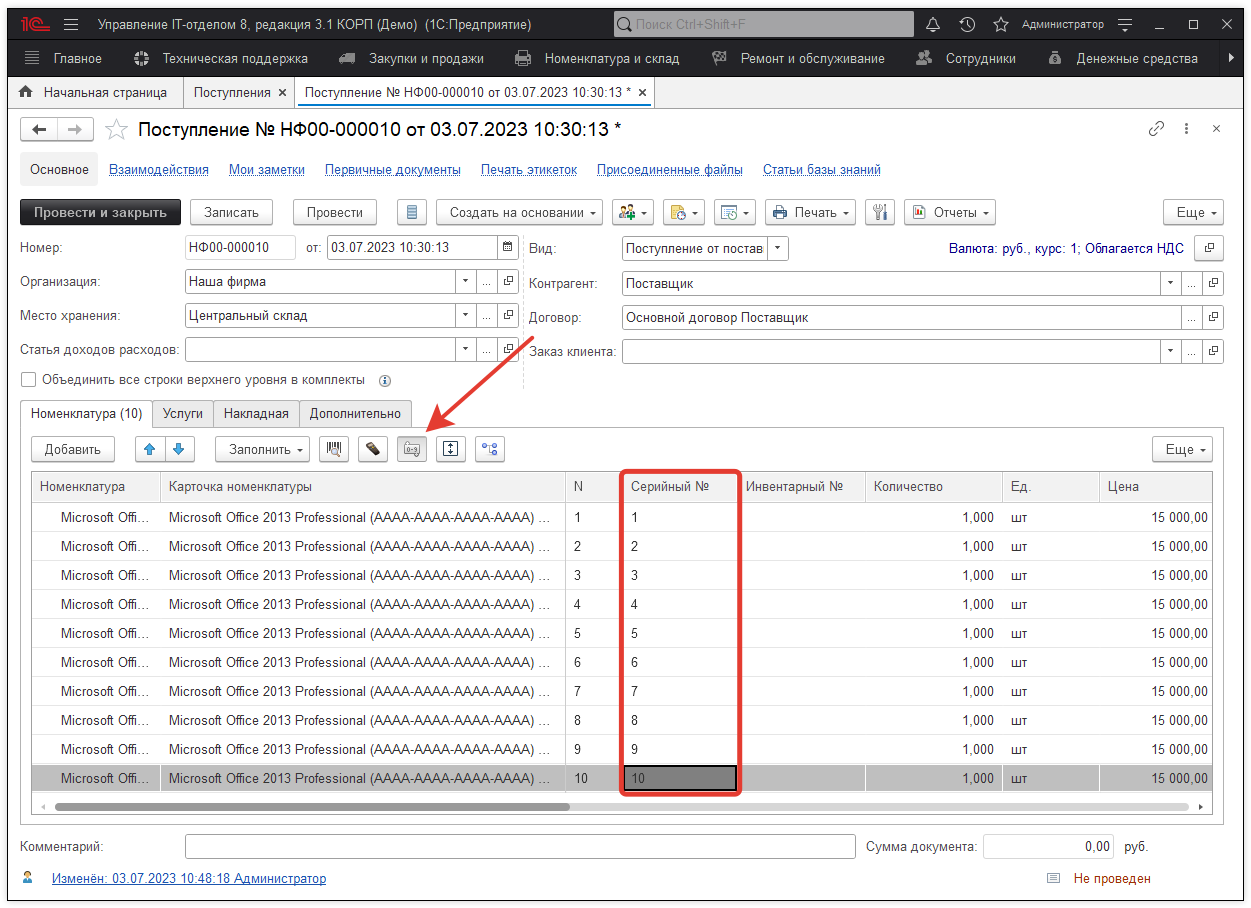 1С Управление IT-отделом 8, редакция 3.1 КОРП (Демо) (1С:Предприятие) Поиск Ctrl+Shift+F Администратор
Главное Техническая поддержка Закупки и продажи Номенклатура и склад Ремонт и обслуживание Сотрудники Денежные средства
Начальная страница Поступления × Поступление № НФ00-000010 от 03.07.2023 10:30:13 * ×
Поступление № НФ00-000010 от 03.07.2023 10:30:13 *
Основное Взаимодействия Мои заметки Первичные документы Печать этикеток Присоединенные файлы Статьи базы знаний
Провести и закрыть Записать Провести Создать на основании Печать Отчеты Еще
Номер: НФ00-000010 от: 03.07.2023 10:30:13 Вид: Поступление от постав Валюта: руб., курс: 1; Облагается НДС
Организация: Наша фирма ... Контрагент: Поставщик ...
Место хранения: Центральный склад ... Договор: Основной договор Поставщик ...
Статья доходов расходов: ... Заказ клиента: ...
Объединить все строки верхнего уровня в комплекты
Номенклатура (10) Услуги Накладная Дополнительно
Добавить Заполнить 0-9 Еще
Номенклатура Карточка номенклатуры N Серийный № Инвентарный № Количество Ед. Цена
Microsoft Offi... Microsoft Office 2013 Professional (AAAA-AAAA-AAAA-AAAA) ... 1 1 1,000 шт 15 000,00
Microsoft Offi... Microsoft Office 2013 Professional (AAAA-AAAA-AAAA-AAAA) ... 2 2 1,000 шт 15 000,00
Microsoft Offi... Microsoft Office 2013 Professional (AAAA-AAAA-AAAA-AAAA) ... 3 3 1,000 шт 15 000,00
Microsoft Offi... Microsoft Office 2013 Professional (AAAA-AAAA-AAAA-AAAA) ... 4 4 1,000 шт 15 000,00
Microsoft Offi... Microsoft Office 2013 Professional (AAAA-AAAA-AAAA-AAAA) ... 5 5 1,000 шт 15 000,00
Microsoft Offi... Microsoft Office 2013 Professional (AAAA-AAAA-AAAA-AAAA) ... 6 6 1,000 шт 15 000,00
Microsoft Offi... Microsoft Office 2013 Professional (AAAA-AAAA-AAAA-AAAA) ... 7 7 1,000 шт 15 000,00
Microsoft Offi... Microsoft Office 2013 Professional (AAAA-AAAA-AAAA-AAAA) ... 8 8 1,000 шт 15 000,00
Microsoft Offi... Microsoft Office 2013 Professional (AAAA-AAAA-AAAA-AAAA) ... 9 9 1,000 шт 15 000,00
Microsoft Offi... Microsoft Office 2013 Professional (AAAA-AAAA-AAAA-AAAA) ... 10 10 1,000 шт 15 000,00
Комментарий: Сумма документа: 0,00 руб.
Изменён: 03.07.2023 10:48:18 Администратор Не проведен